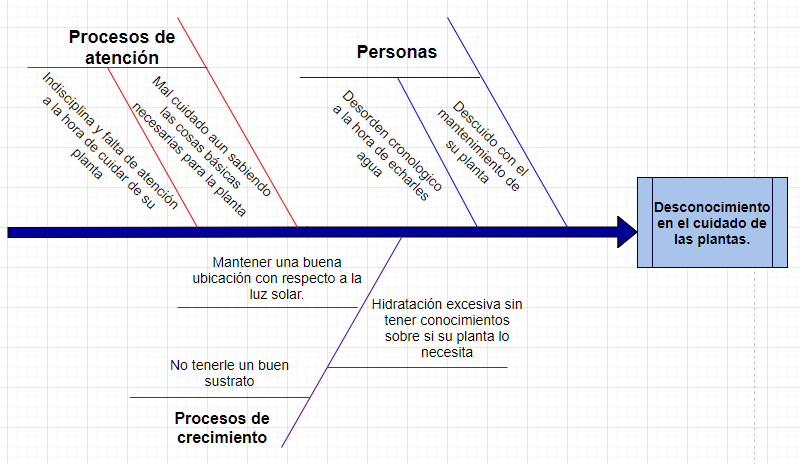 Procesos de
atención
Indisciplina y falta de atención
a la hora de cuidar de su
planta
Mal cuidado aun sabiendo
las cosas básicas
necesarias para la planta
Personas
Desorden cronologico
a la hora de echarles
agua
Descuido con el
mantenimiento de
su planta
Desconocimiento
en el cuidado de
las plantas.
Mantener una buena
ubicación con respecto a la
luz solar.
Hidratación excesiva sin
tener conocimientos
sobre si su planta lo
necesita
No tenerle un buen
sustrato
Procesos de
crecimiento